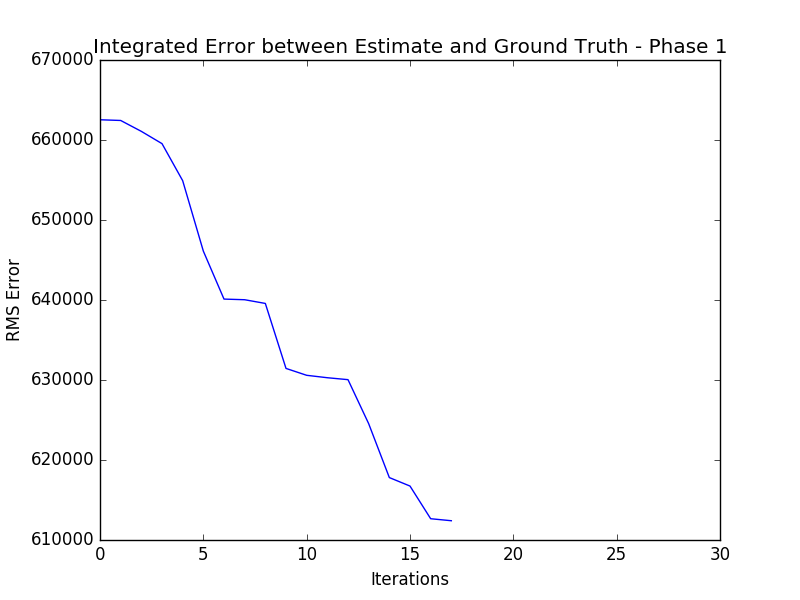 Integrated Error between Estimate and Ground Truth - Phase 1
670000
660000
650000
640000
630000
620000
610000
RMS Error
0 5 10 15 20 25 30
Iterations